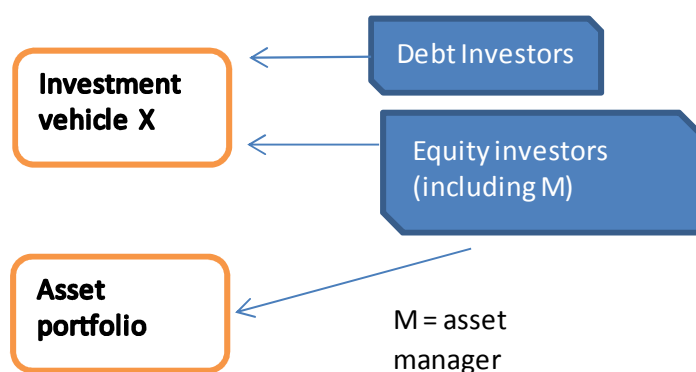 Debt Investors
Investment
vehicle X
Equity investors
(including M)
Asset
portfolio
M = asset
manager